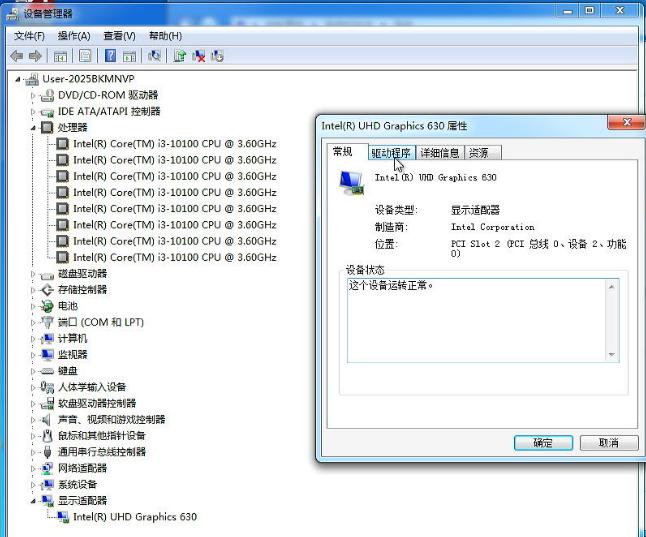 设备管理器
文件(F) 操作(A) 查看(V) 帮助(H)
User-2025BKMNVP
DVD/CD-ROM 驱动器
IDE ATA/ATAPI 控制器
处理器
Intel(R) Core(TM) i3-10100 CPU @ 3.60GHz
Intel(R) Core(TM) i3-10100 CPU @ 3.60GHz
Intel(R) Core(TM) i3-10100 CPU @ 3.60GHz
Intel(R) Core(TM) i3-10100 CPU @ 3.60GHz
Intel(R) Core(TM) i3-10100 CPU @ 3.60GHz
Intel(R) Core(TM) i3-10100 CPU @ 3.60GHz
Intel(R) Core(TM) i3-10100 CPU @ 3.60GHz
Intel(R) Core(TM) i3-10100 CPU @ 3.60GHz
磁盘驱动器
存储控制器
电池
端口 (COM 和 LPT)
计算机
监视器
键盘
人体学输入设备
软盘驱动器控制器
声音、视频和游戏控制器
鼠标和其他指针设备
通用串行总线控制器
网络适配器
系统设备
显示适配器
Intel(R) UHD Graphics 630
Intel(R) UHD Graphics 630 属性
常规 驱动程序 详细信息 资源
Intel(R) UHD Graphics 630
设备类型: 显示适配器
制造商: Intel Corporation
位置: PCI Slot 2 (PCI 总线 0、设备 2、功能
0)
设备状态
这个设备运转正常。
确定 取消